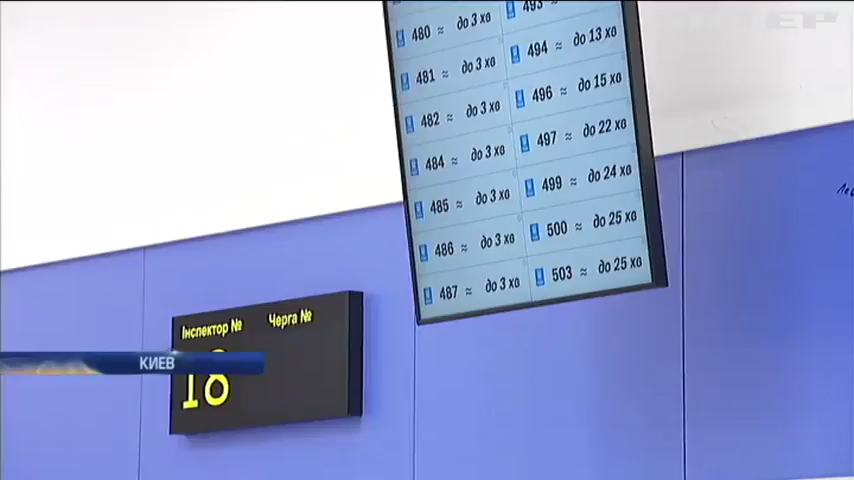 480 ≈ до 3 хв
481 ≈ до 3 хв
482 ≈ до 3 хв
484 ≈ до 3 хв
485 ≈ до 3 хв
486 ≈ до 3 хв
487 ≈ до 3 хв
493
494 ≈ до 13 хв
496 ≈ до 15 хв
497 ≈ до 22 хв
499 ≈ до 24 хв
500 ≈ до 25 хв
503 ≈ до 25 хв
Інспектор № Черга №
18
КИЕВ